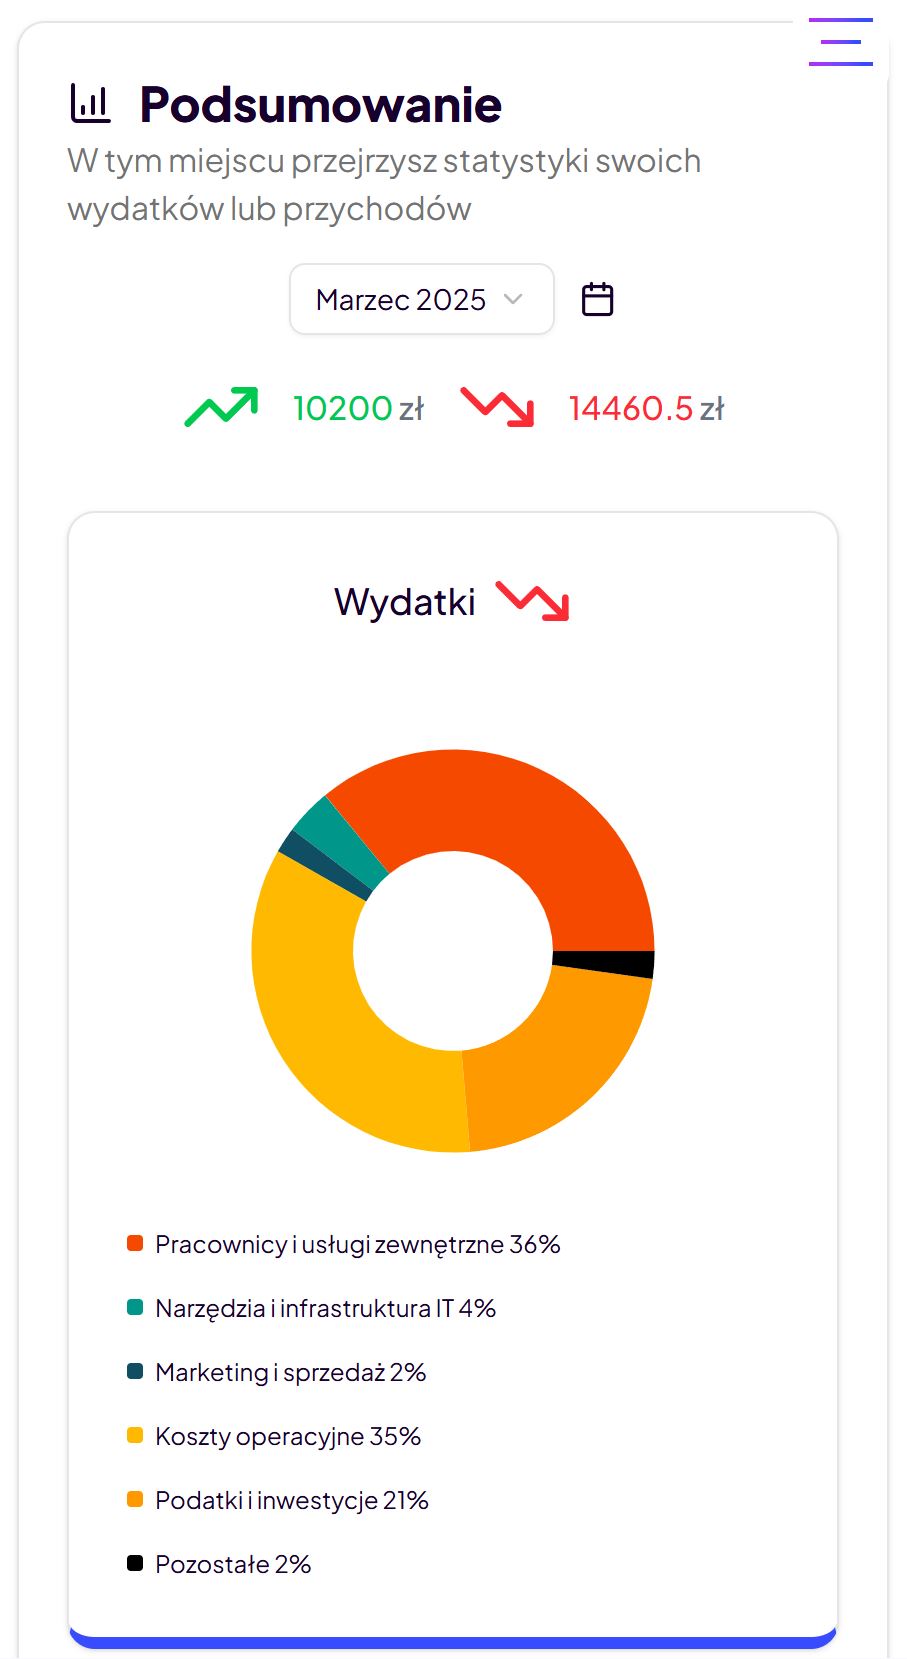 Podsumowanie
W tym miejscu przejrzysz statystyki swoich
wydatków lub przychodów
Marzec 2025
10200 zł 14460.5 zł
Wydatki
Pracownicy i usługi zewnętrzne 36%
Narzędzia i infrastruktura IT 4%
Marketing i sprzedaż 2%
Koszty operacyjne 35%
Podatki i inwestycje 21%
Pozostałe 2%